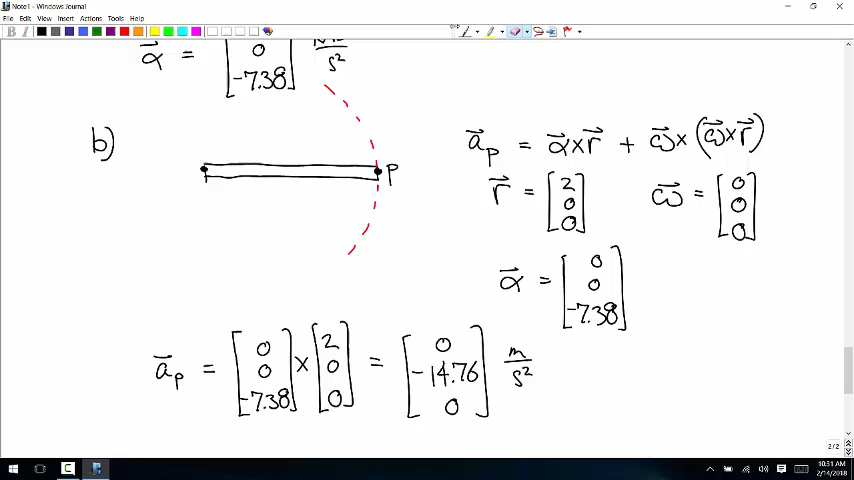 Note1 - Windows Journal
File Edit View Insert Actions Tools Help
B I
α⃗ = [ 0 -7.38 ] s²
b)
P
a⃗p = α⃗×r⃗ + ω⃗×(ω⃗×r⃗)
r⃗ = [ 2 0 0 ] ω⃗ = [ 0 0 0 ]
α⃗ = [ 0 0 -7.38 ]
a⃗p = [ 0 0 -7.38 ] × [ 2 0 0 ] = [ 0 -14.76 0 ] m/s²
2/2
10:31 AM
2/14/2018